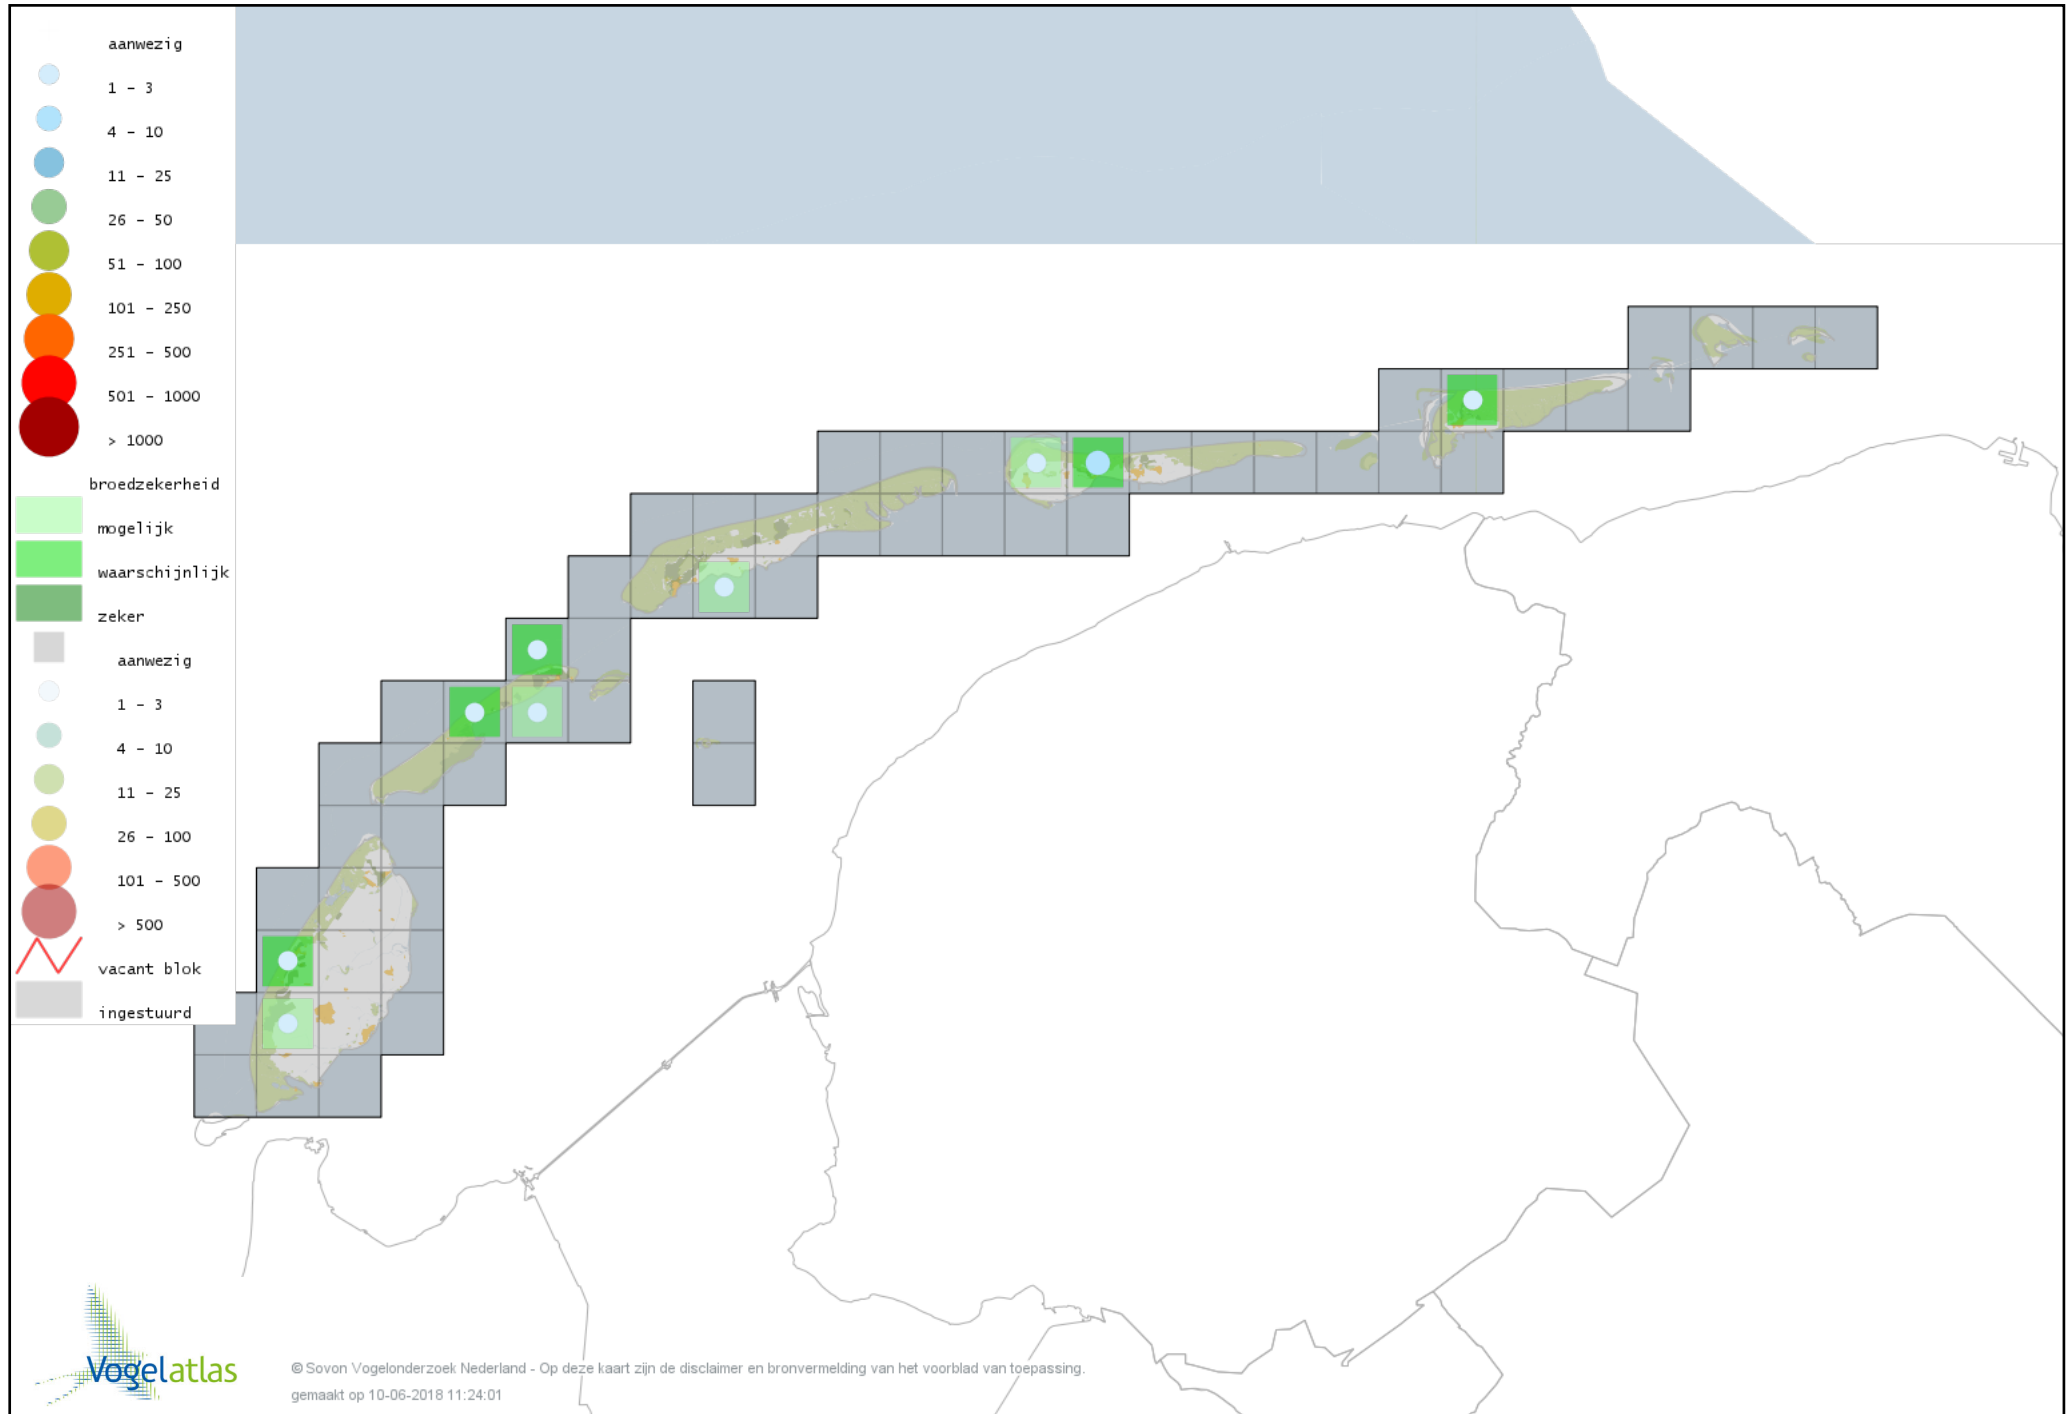 aanwezig
1 - 3
4 - 10
11 - 25
26 - 50
51 - 100
101 - 250
251 - 500
501 - 1000
> 1000
broedzekerheid
mogelijk
waarschijnlijk
zeker
aanwezig
1 - 3
4 - 10
11 - 25
26 - 100
101 - 500
> 500
vacant blok
ingestuurd
Vogelatlas
© Sovon Vogelonderzoek Nederland - Op deze kaart zijn de disclaimer en bronvermelding van het voorblad van toepassing.
gemaakt op 10-06-2018 11:24:01